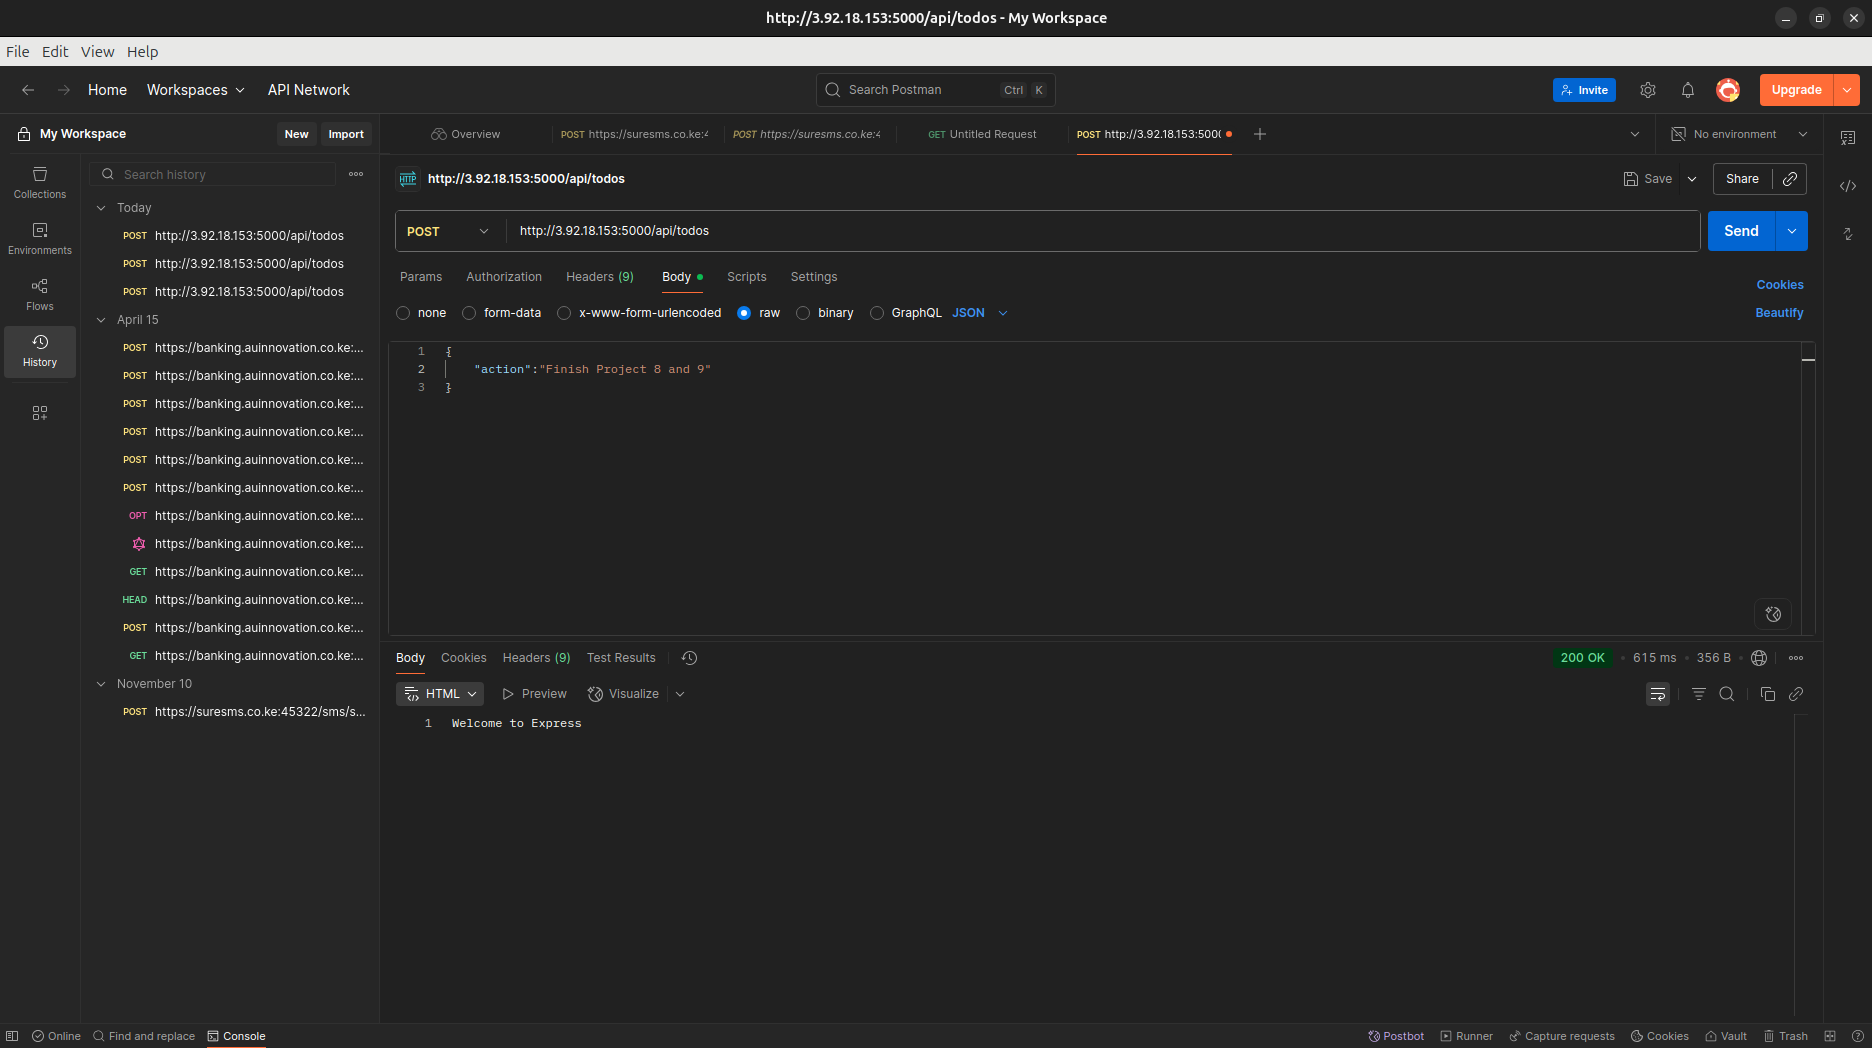 http://3.92.18.153:5000/api/todos - My Workspace
File Edit View Help
Home Workspaces API Network
Search Postman Ctrl K
Invite
Upgrade
My Workspace
New Import
Overview
POST https://suresms.co.ke:4
POST https://suresms.co.ke:4
GET Untitled Request
POST http://3.92.18.153:500
No environment
Collections
Environments
Flows
History
Search history
Today
POST http://3.92.18.153:5000/api/todos
POST http://3.92.18.153:5000/api/todos
POST http://3.92.18.153:5000/api/todos
April 15
POST https://banking.auinnovation.co.ke:...
POST https://banking.auinnovation.co.ke:...
POST https://banking.auinnovation.co.ke:...
POST https://banking.auinnovation.co.ke:...
POST https://banking.auinnovation.co.ke:...
POST https://banking.auinnovation.co.ke:...
OPT https://banking.auinnovation.co.ke:...
https://banking.auinnovation.co.ke:...
GET https://banking.auinnovation.co.ke:...
HEAD https://banking.auinnovation.co.ke:...
POST https://banking.auinnovation.co.ke:...
GET https://banking.auinnovation.co.ke:...
November 10
POST https://suresms.co.ke:45322/sms/s...
HTTP http://3.92.18.153:5000/api/todos
Save Share
POST http://3.92.18.153:5000/api/todos
Send
Params Authorization Headers (9) Body Scripts Settings
Cookies
none form-data x-www-form-urlencoded raw binary GraphQL JSON
Beautify
1 {
2 "action":"Finish Project 8 and 9"
3 }
Body Cookies Headers (9) Test Results
200 OK 615 ms 356 B
HTML Preview Visualize
1 Welcome to Express
Online Find and replace Console
Postbot Runner Capture requests Cookies Vault Trash